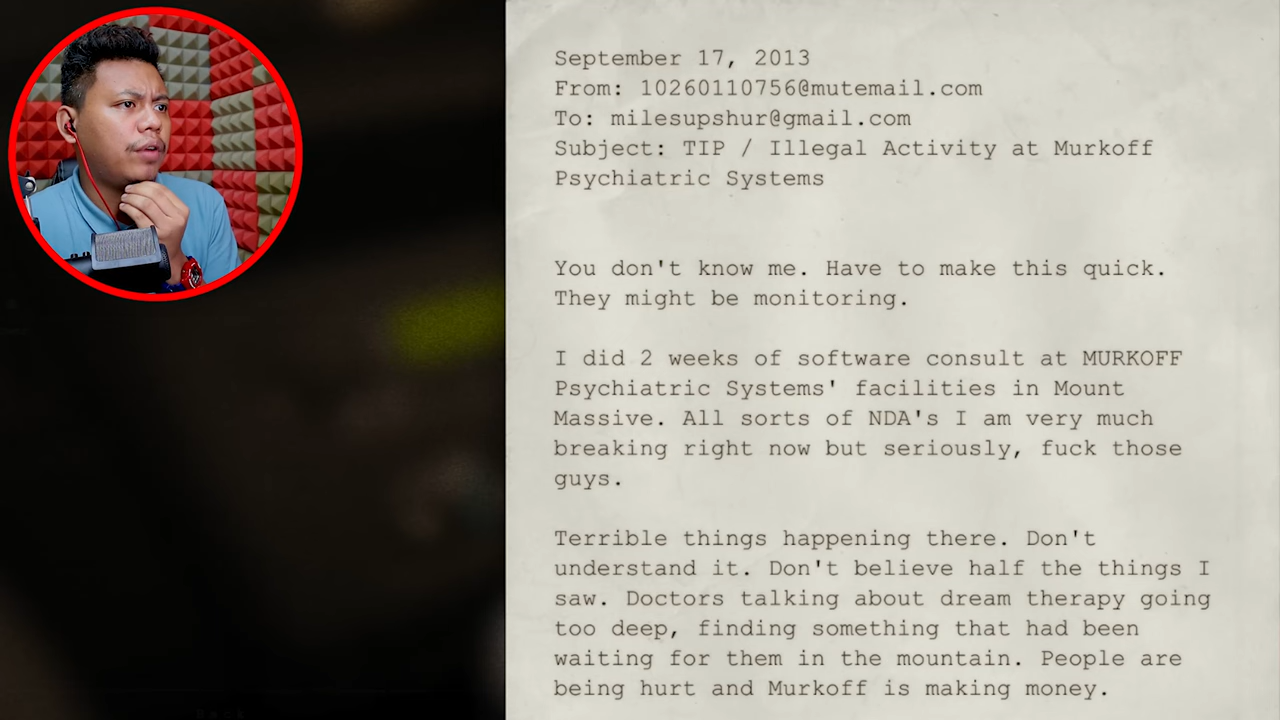 September 17, 2013
From: 10260110756@mutemail.com
To: milesupshur@gmail.com
Subject: TIP / Illegal Activity at Murkoff
Psychiatric Systems
You don't know me. Have to make this quick.
They might be monitoring.
I did 2 weeks of software consult at MURKOFF
Psychiatric Systems' facilities in Mount
Massive. All sorts of NDA's I am very much
breaking right now but seriously, fuck those
guys.
Terrible things happening there. Don't
understand it. Don't believe half the things I
saw. Doctors talking about dream therapy going
too deep, finding something that had been
waiting for them in the mountain. People are
being hurt and Murkoff is making money.